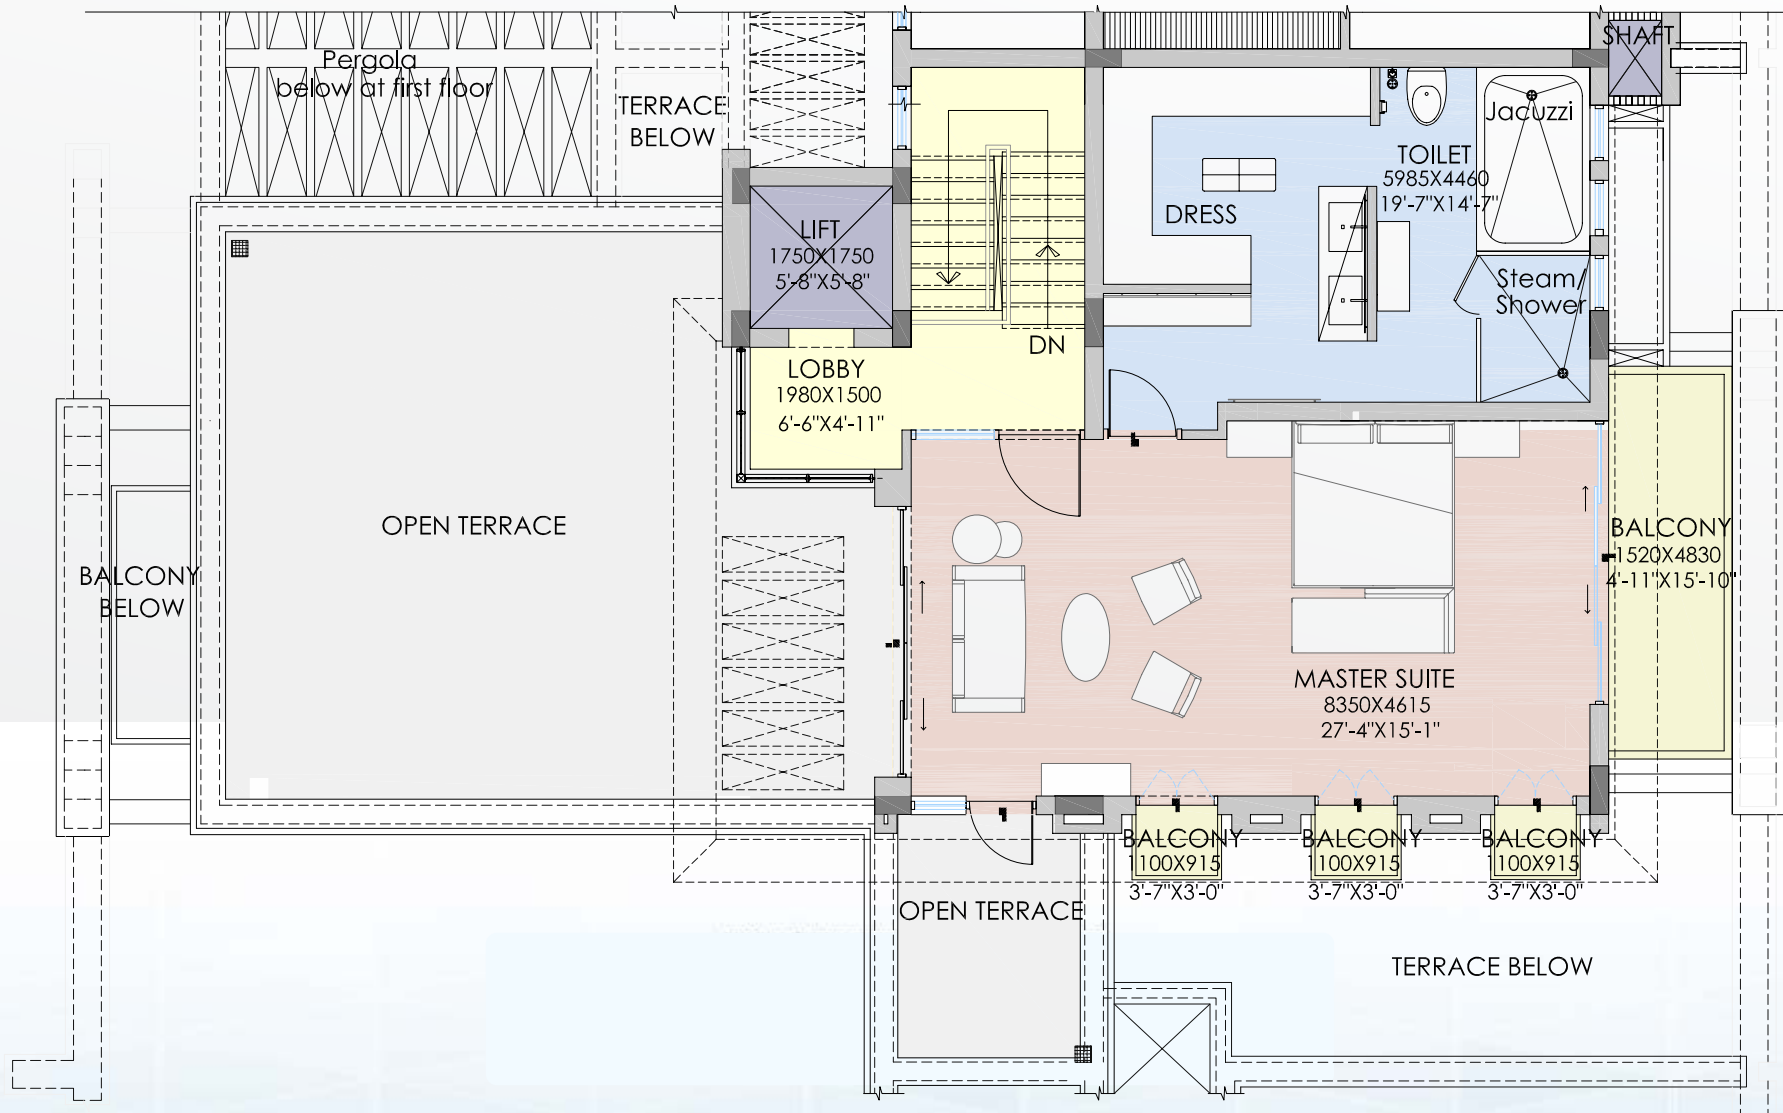 SHAFT
Pergola
below at first floor
TERRACE
BELOW
Jacuzzi
TOILET
5985X4460
19'-7"X14'-7"
DRESS
LIFT
1750X1750
5'-8"X5'-8"
Steam/
Shower
DN
LOBBY
1980X1500
6'-6"X4'-11"
OPEN TERRACE
BALCONY
1520X4830
4'-11"X15'-10"
BALCONY
BELOW
MASTER SUITE
8350X4615
27'-4"X15'-1"
BALCONY
1100X915
3'-7"X3'-0"
BALCONY
1100X915
3'-7"X3'-0"
BALCONY
1100X915
3'-7"X3'-0"
OPEN TERRACE
TERRACE BELOW